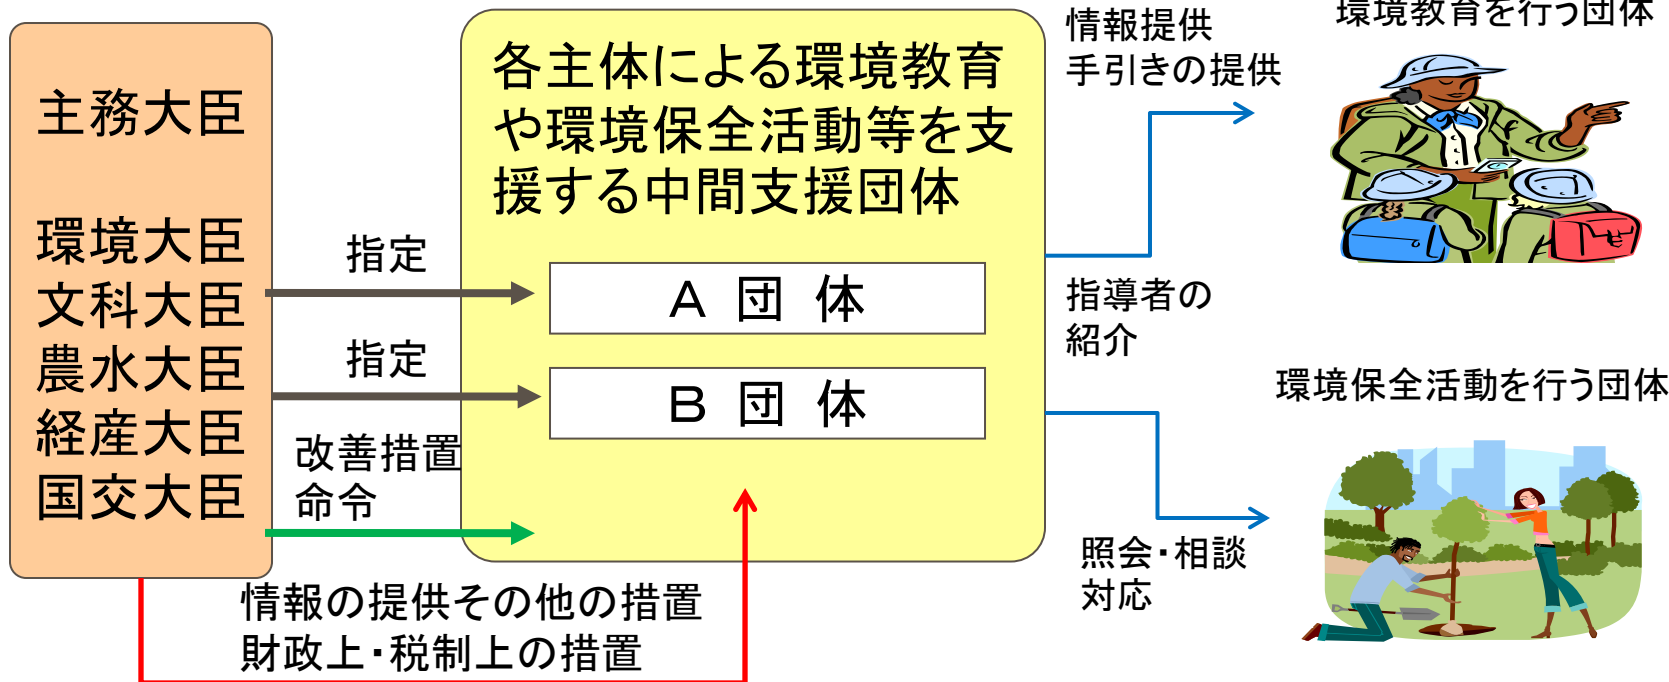 主務大臣
環境大臣
文科大臣
農水大臣
経産大臣
国交大臣
指定
指定
改善措置
命令
情報の提供その他の措置
財政上・税制上の措置
各主体による環境教育
や環境保全活動等を支
援する中間支援団体
A 団 体
B 団 体
情報提供
手引きの提供
指導者の
紹介
照会・相談
対応
環境教育を行う団体
環境保全活動を行う団体